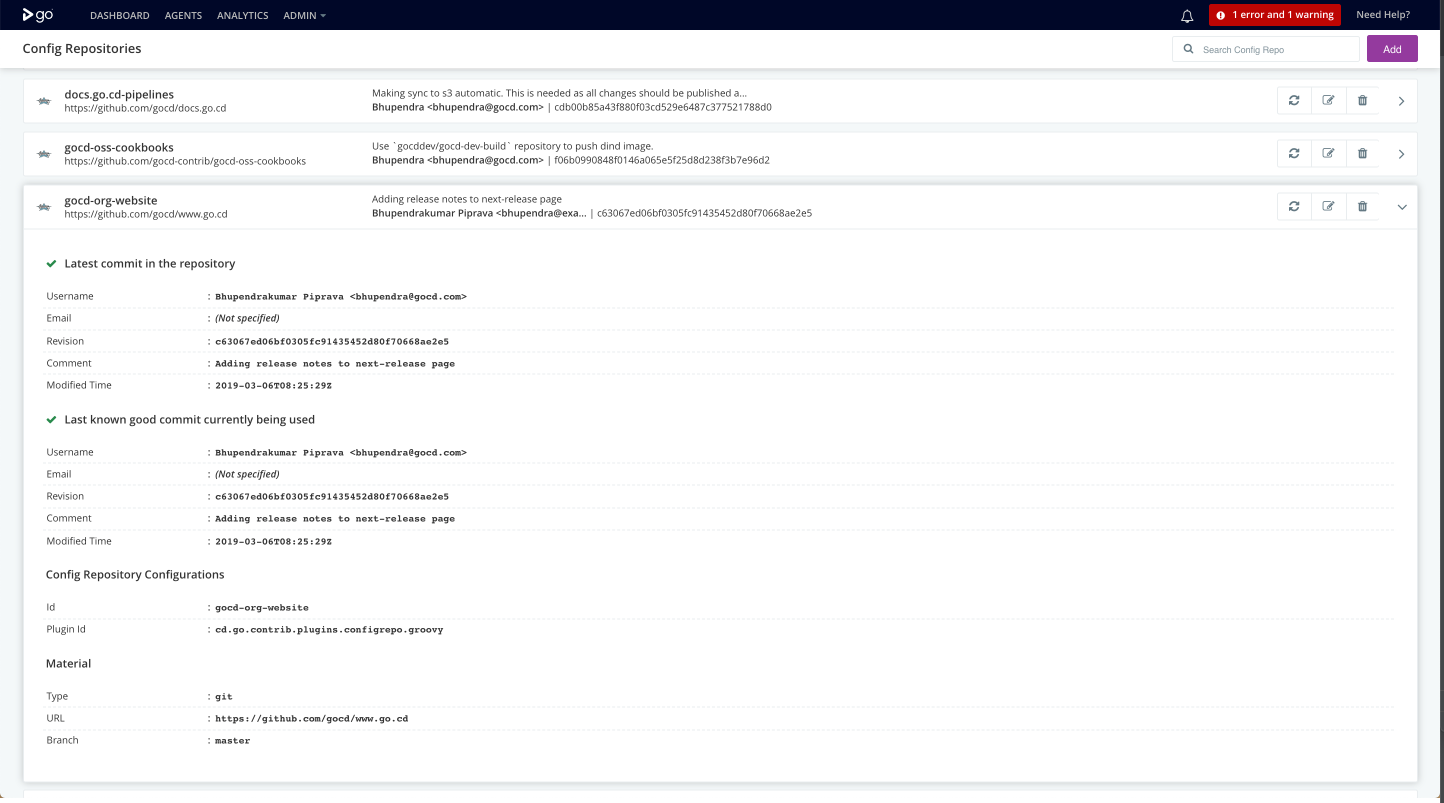 go
DASHBOARD AGENTS ANALYTICS ADMIN
1 error and 1 warning
Need Help?
Config Repositories
Search Config Repo
Add
docs.go.cd-pipelines
https://github.com/gocd/docs.go.cd
Making sync to s3 automatic. This is needed as all changes should be published a...
Bhupendra <bhupendra@gocd.com> | cdb00b85a43f880f03cd529e6487c377521788d0
gocd-oss-cookbooks
https://github.com/gocd-contrib/gocd-oss-cookbooks
Use `gocddev/gocd-dev-build` repository to push dind image.
Bhupendra <bhupendra@gocd.com> | f06b0990848f0146a065e5f25d8d238f3b7e96d2
gocd-org-website
https://github.com/gocd/www.go.cd
Adding release notes to next-release page
Bhupendrakumar Piprava <bhupendra@exa... | c63067ed06bf0305fc91435452d80f70668ae2e5
Latest commit in the repository
Username : Bhupendrakumar Piprava <bhupendra@gocd.com>
Email : (Not specified)
Revision : c63067ed06bf0305fc91435452d80f70668ae2e5
Comment : Adding release notes to next-release page
Modified Time : 2019-03-06T08:25:29Z
Last known good commit currently being used
Username : Bhupendrakumar Piprava <bhupendra@gocd.com>
Email : (Not specified)
Revision : c63067ed06bf0305fc91435452d80f70668ae2e5
Comment : Adding release notes to next-release page
Modified Time : 2019-03-06T08:25:29Z
Config Repository Configurations
Id : gocd-org-website
Plugin Id : cd.go.contrib.plugins.configrepo.groovy
Material
Type : git
URL : https://github.com/gocd/www.go.cd
Branch : master